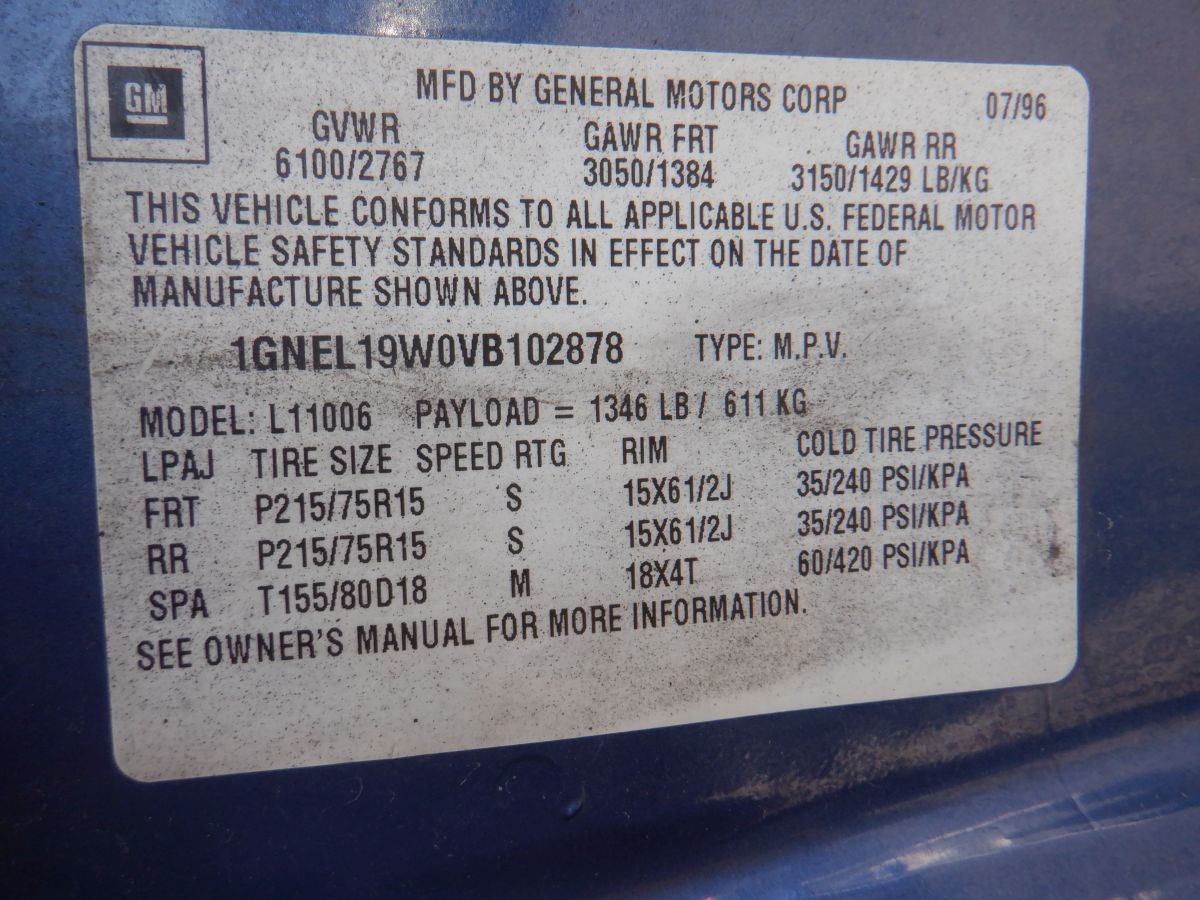 GM
MFD BY GENERAL MOTORS CORP 07/96
GVWR GAWR FRT GAWR RR
6100/2767 3050/1384 3150/1429 LB/KG
THIS VEHICLE CONFORMS TO ALL APPLICABLE U.S. FEDERAL MOTOR
VEHICLE SAFETY STANDARDS IN EFFECT ON THE DATE OF
MANUFACTURE SHOWN ABOVE.
1GNEL19W0VB102878 TYPE: M.P.V.
MODEL: L11006 PAYLOAD = 1346 LB / 611 KG
LPAJ TIRE SIZE SPEED RTG RIM COLD TIRE PRESSURE
FRT P215/75R15 S 15X61/2J 35/240 PSI/KPA
RR P215/75R15 S 15X61/2J 35/240 PSI/KPA
SPA T155/80D18 M 18X4T 60/420 PSI/KPA
SEE OWNER'S MANUAL FOR MORE INFORMATION.